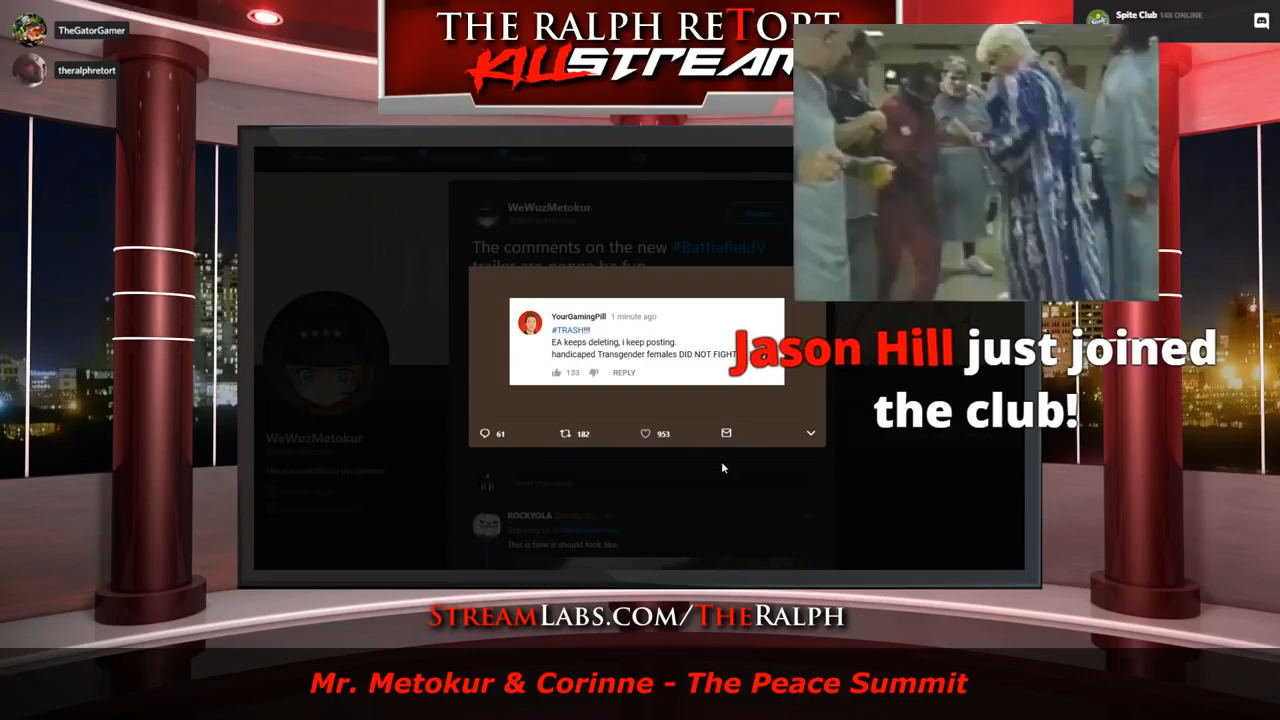 TheGatorGamer
theralphretort
THE RALPH RETORT
KILLSTREAM
Spite Club 148 ONLINE
WeWuzMetokur
The comments on the new #BattlefieldV
trailer are gonna be fun
YourGamingPill 1 minute ago
#TRASH!!!
EA keeps deleting, i keep posting.
handicaped Transgender females DID NOT FIGHT
133 REPLY
Jason Hill just joined
the club!
61 182 953
WeWuzMetokur
ROCKYOLA
Replying to
This is how it should look like.
STREAMLABS.COM/THERALPH
Mr. Metokur & Corinne - The Peace Summit